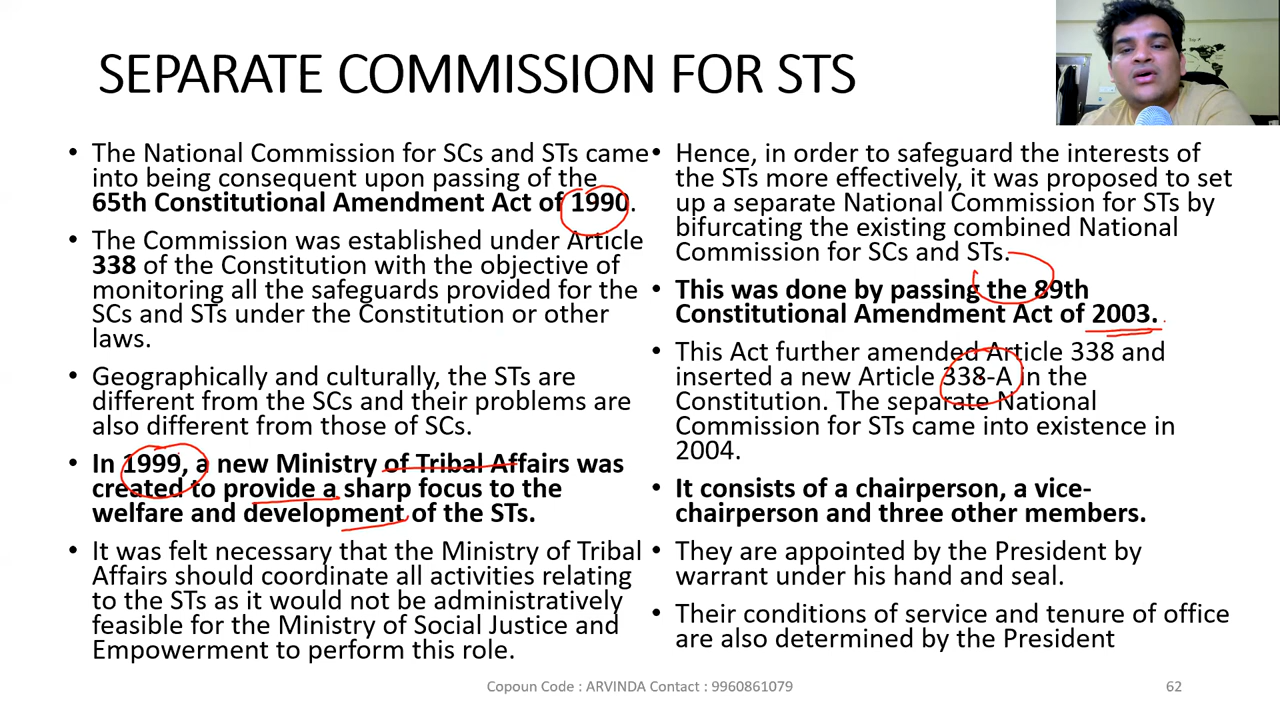 SEPARATE COMMISSION FOR STS
• The National Commission for SCs and STs came
into being consequent upon passing of the
65th Constitutional Amendment Act of 1990.
• The Commission was established under Article
338 of the Constitution with the objective of
monitoring all the safeguards provided for the
SCs and STs under the Constitution or other
laws.
• Geographically and culturally, the STs are
different from the SCs and their problems are
also different from those of SCs.
• In 1999, a new Ministry of Tribal Affairs was
created to provide a sharp focus to the
welfare and development of the STs.
• It was felt necessary that the Ministry of Tribal
Affairs should coordinate all activities relating
to the STs as it would not be administratively
feasible for the Ministry of Social Justice and
Empowerment to perform this role.
• Hence, in order to safeguard the interests of
the STs more effectively, it was proposed to set
up a separate National Commission for STs by
bifurcating the existing combined National
Commission for SCs and STs.
• This was done by passing the 89th
Constitutional Amendment Act of 2003.
• This Act further amended Article 338 and
inserted a new Article 338-A in the
Constitution. The separate National
Commission for STs came into existence in
2004.
• It consists of a chairperson, a vice-
chairperson and three other members.
• They are appointed by the President by
warrant under his hand and seal.
• Their conditions of service and tenure of office
are also determined by the President
Copoun Code : ARVINDA Contact : 9960861079
62